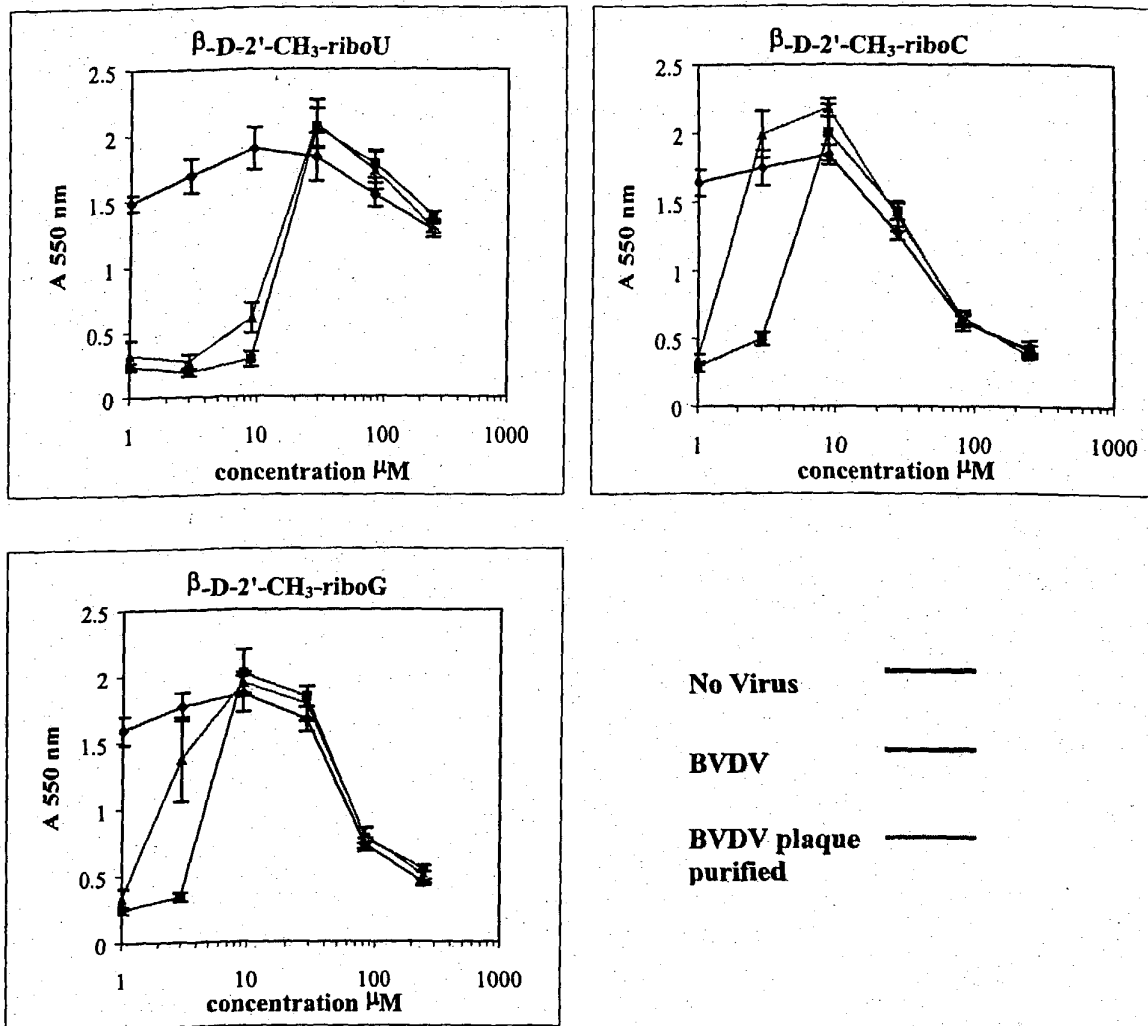 β-D-2'-CH₃-riboU
2.5
2
1.5
1
0.5
0
A 550 nm
1 10 100 1000
concentration μM
β-D-2'-CH₃-riboC
2.5
2
1.5
1
0.5
0
A 550 nm
1 10 100 1000
concentration μM
β-D-2'-CH₃-riboG
2.5
2
1.5
1
0.5
0
A 550 nm
1 10 100 1000
concentration μM
No Virus
BVDV
BVDV plaque
purified